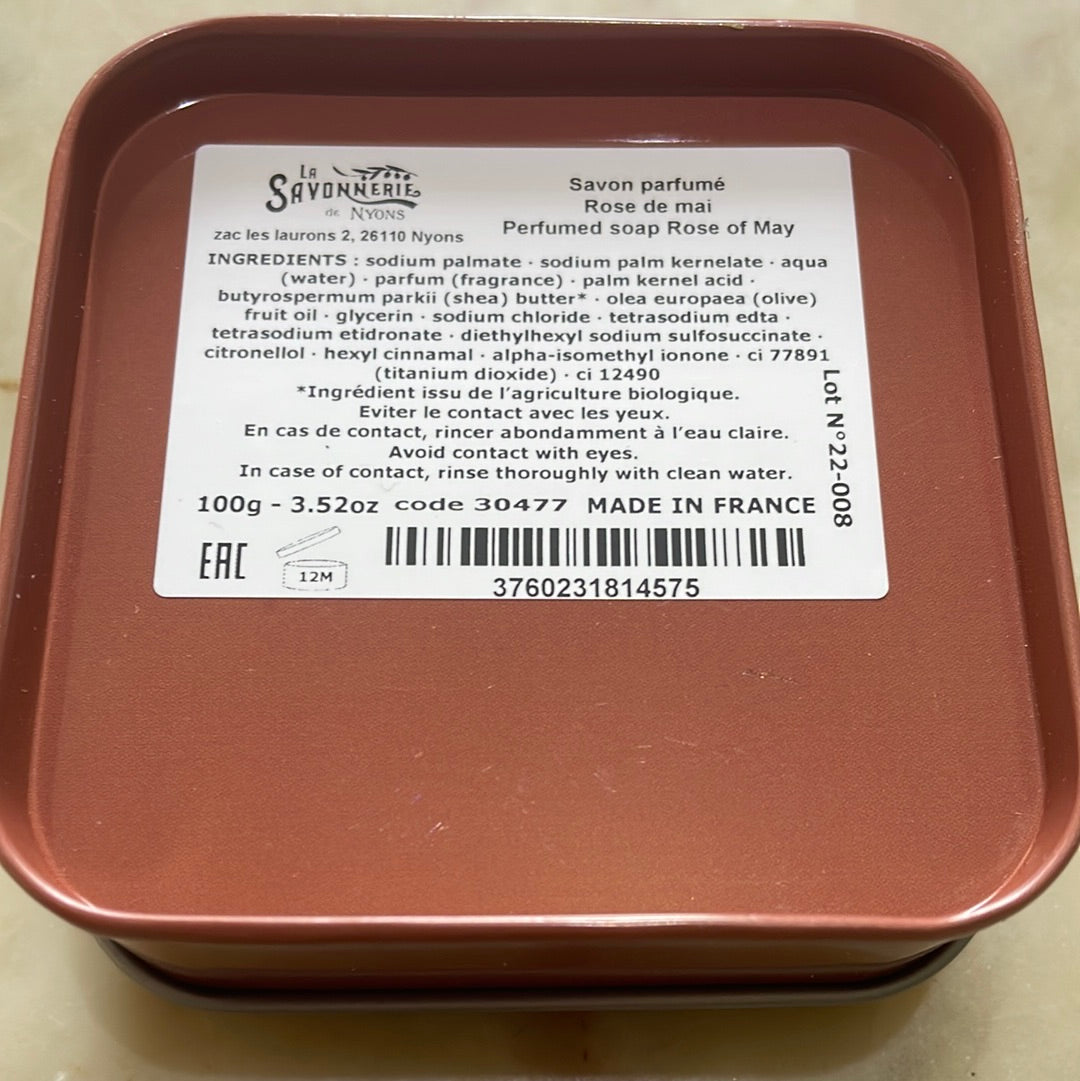 LA
SAVONNERIE
de NYONS
zac les laurons 2, 26110 Nyons
Savon parfumé
Rose de mai
Perfumed soap Rose of May
INGREDIENTS : sodium palmate · sodium palm kernelate · aqua
(water) · parfum (fragrance) · palm kernel acid ·
butyrospermum parkii (shea) butter* · olea europaea (olive)
fruit oil · glycerin · sodium chloride · tetrasodium edta ·
tetrasodium etidronate · diethylhexyl sodium sulfosuccinate ·
citronellol · hexyl cinnamal · alpha-isomethyl ionone · ci 77891
(titanium dioxide) · ci 12490
*Ingrédient issu de l'agriculture biologique.
Eviter le contact avec les yeux.
En cas de contact, rincer abondamment à l'eau claire.
Avoid contact with eyes.
In case of contact, rinse thoroughly with clean water.
Lot N°22-008
100g - 3.52oz code 30477 MADE IN FRANCE
EAC
12M
3760231814575